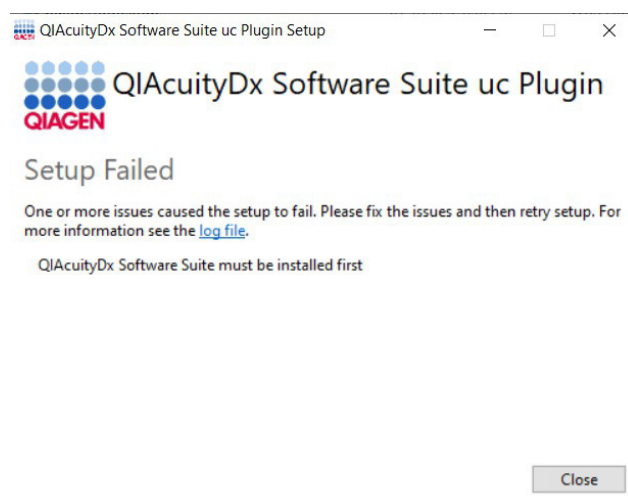 QIAcuityDx Software Suite uc Plugin Setup
QIAcuityDx Software Suite uc Plugin
QIAGEN
Setup Failed
One or more issues caused the setup to fail. Please fix the issues and then retry setup. For
more information see the log file.
QIAcuityDx Software Suite must be installed first
Close